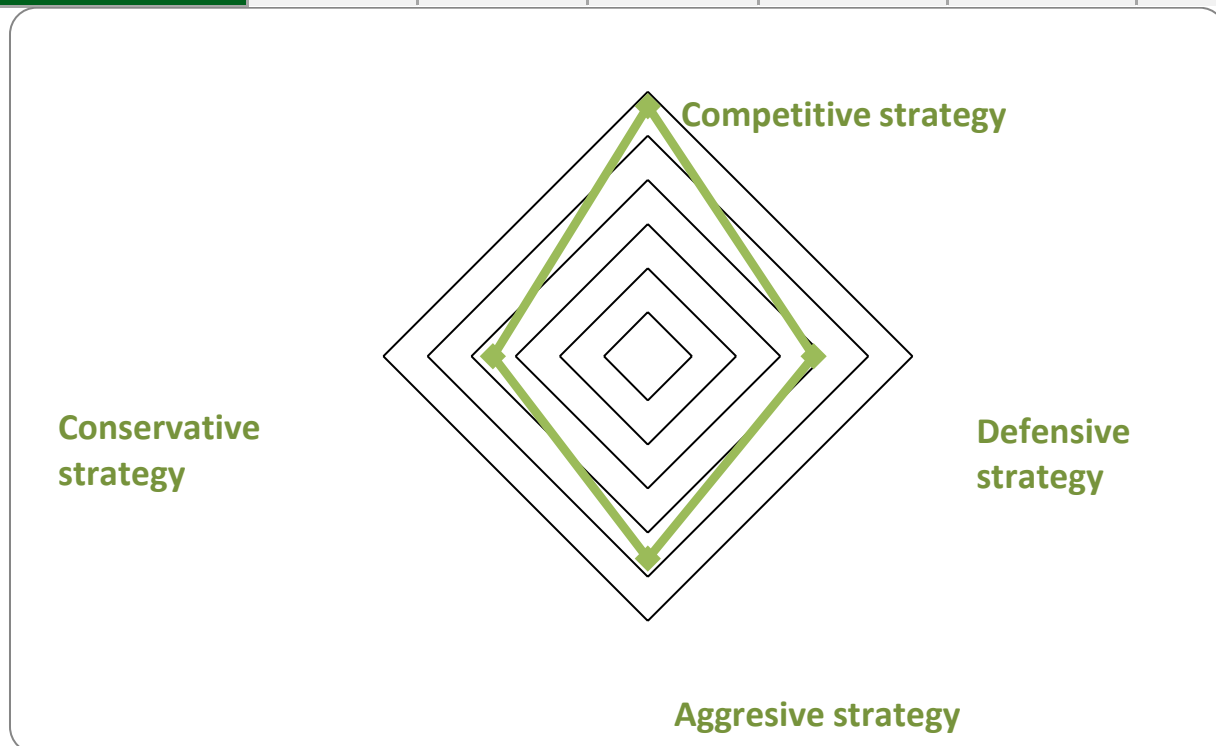 Competitive strategy
Conservative
strategy
Defensive
strategy
Aggresive strategy